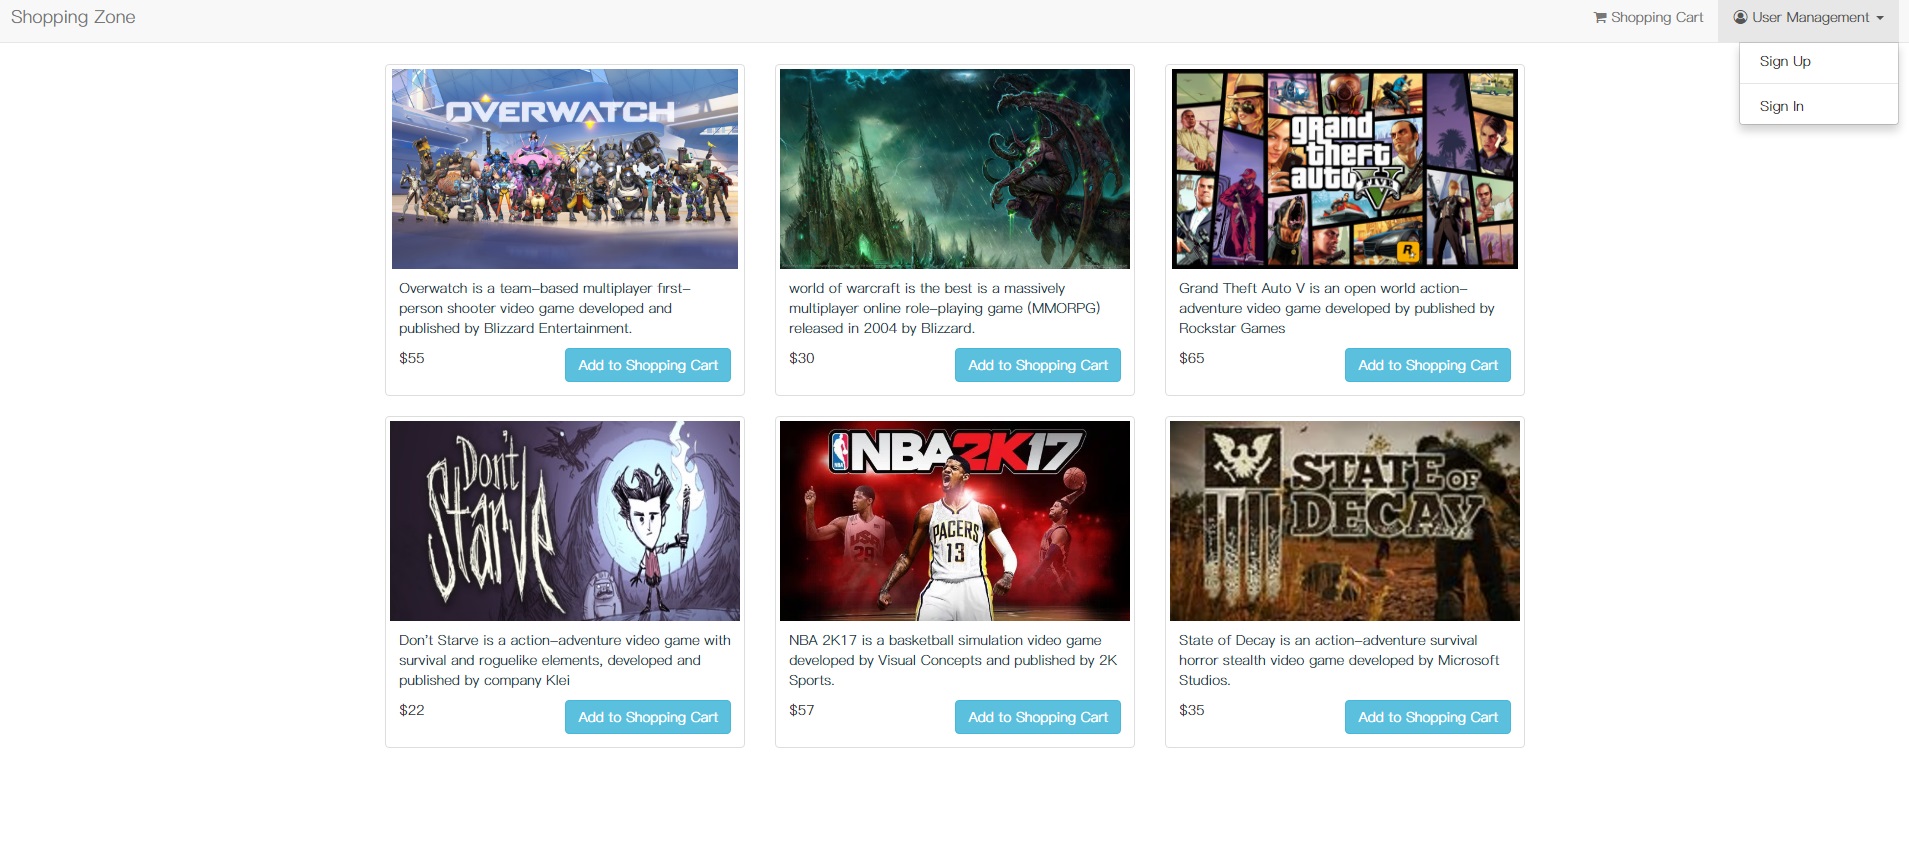 Shopping Zone
Shopping Cart
User Management
Sign Up
Sign In
OVERWATCH
grand
theft
auto V
FIVE
R
Overwatch is a team-based multiplayer first-
person shooter video game developed and
published by Blizzard Entertainment.
$55
Add to Shopping Cart
world of warcraft is the best is a massively
multiplayer online role-playing game (MMORPG)
released in 2004 by Blizzard.
$30
Add to Shopping Cart
Grand Theft Auto V is an open world action-
adventure video game developed by published by
Rockstar Games
$65
Add to Shopping Cart
Don't
Starve
NBA 2K17
NBA
USA
PACERS
13
STATE OF
DECAY
Don't Starve is a action-adventure video game with
survival and roguelike elements, developed and
published by company Klei
$22
Add to Shopping Cart
NBA 2K17 is a basketball simulation video game
developed by Visual Concepts and published by 2K
Sports.
$57
Add to Shopping Cart
State of Decay is an action-adventure survival
horror stealth video game developed by Microsoft
Studios.
$35
Add to Shopping Cart